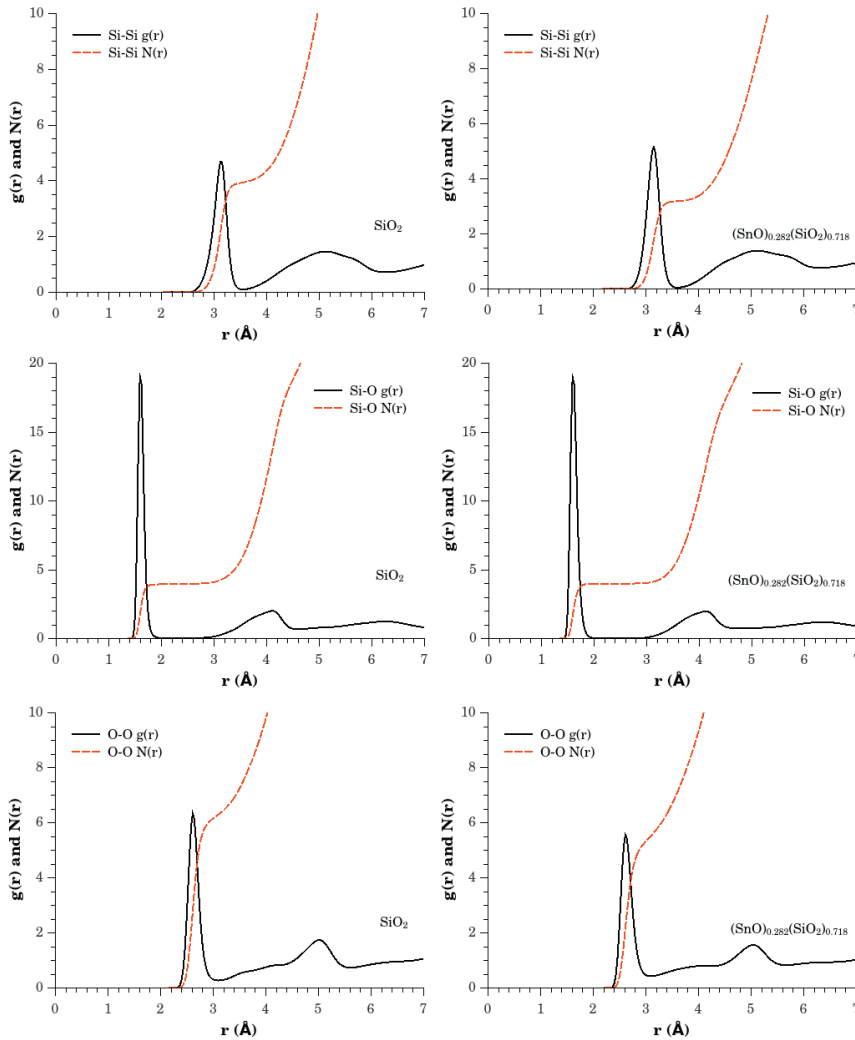 10
8
6
4
2
0
g(r) and N(r)
Si-Si g(r)
Si-Si N(r)
SiO₂
0 1 2 3 4 5 6 7
r (Å)
10
8
6
4
2
0
g(r) and N(r)
Si-Si g(r)
Si-Si N(r)
(SnO)₀.₂₈₂(SiO₂)₀.₇₁₈
0 1 2 3 4 5 6 7
r (Å)
20
15
10
5
0
g(r) and N(r)
Si-O g(r)
Si-O N(r)
SiO₂
0 1 2 3 4 5 6 7
r (Å)
20
15
10
5
0
g(r) and N(r)
Si-O g(r)
Si-O N(r)
(SnO)₀.₂₈₂(SiO₂)₀.₇₁₈
0 1 2 3 4 5 6 7
r (Å)
10
8
6
4
2
0
g(r) and N(r)
O-O g(r)
O-O N(r)
SiO₂
0 1 2 3 4 5 6 7
r (Å)
10
8
6
4
2
0
g(r) and N(r)
O-O g(r)
O-O N(r)
(SnO)₀.₂₈₂(SiO₂)₀.₇₁₈
0 1 2 3 4 5 6 7
r (Å)